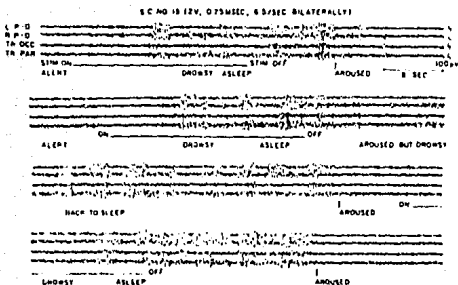 S.C. NO. 15 (2V, 0.75MSEC, 6.5/SEC BILATERALLY)
L P-O
R P-O
TR OCC
TR PAR
STIM ON STIM OFF 100 µV
ALERT DROWSY ASLEEP AROUSED SEC
ON OFF
ALERT DROWSY ASLEEP AROUSED BUT DROWSY
ON
BACK TO SLEEP AROUSED
OFF
DROWSY ASLEEP AROUSED